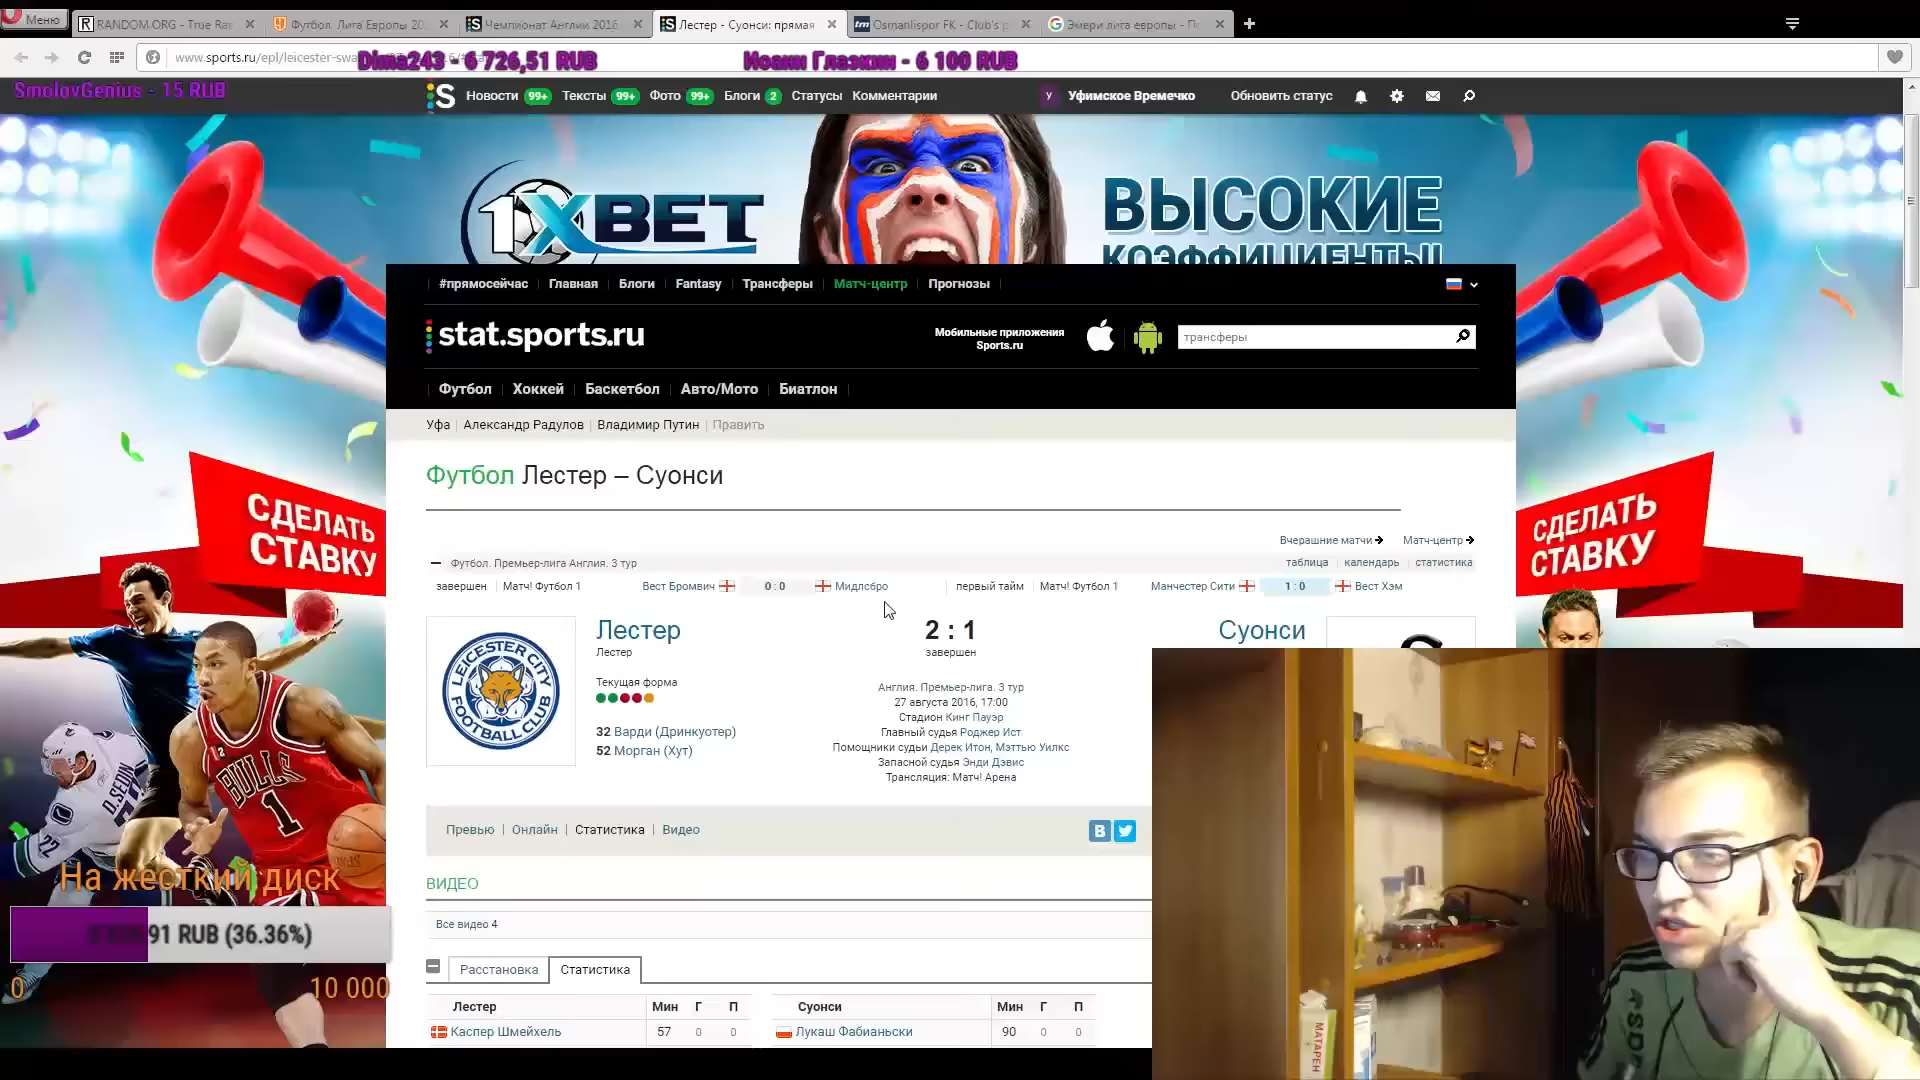 Меню
RANDOM.ORG - True Ran
Футбол. Лига Европы 20
Чемпионат Англии 2016
Лестер - Суонси: прямая
Osmanlispor FK - Club's p
Эмери лига европы - По
www.sports.ru/epl/leicester-swa
Dima243 - 6 726,51 RUB
Иоанн Глазкин - 6 100 RUB
SmolovGenius - 15 RUB
S Новости 99+ Тексты 99+ Фото 99+ Блоги 2 Статусы Комментарии
У Уфимское Времечко Обновить статус
1XBET
ВЫСОКИЕ
КОЭФФИЦИЕНТЫ!
#прямосейчас Главная Блоги Fantasy Трансферы Матч-центр Прогнозы
stat.sports.ru
Мобильные приложения
Sports.ru
трансферы
Футбол Хоккей Баскетбол Авто/Мото Биатлон
Уфа Александр Радулов Владимир Путин Править
Футбол Лестер – Суонси
СДЕЛАТЬ
СТАВКУ
СДЕЛАТЬ
СТАВКУ
Вчерашние матчи Матч-центр
Футбол. Премьер-лига Англия. 3 тур
таблица календарь статистика
завершен Матч! Футбол 1 Вест Бромвич 0 : 0 Мидлсбро
первый тайм Матч! Футбол 1 Манчестер Сити 1 : 0 Вест Хэм
Лестер 2 : 1 Суонси
Лестер завершен
LEICESTER CITY
FOOTBALL CLUB
Текущая форма
32 Варди (Дринкуотер)
52 Морган (Хут)
Англия. Премьер-лига. 3 тур
27 августа 2016, 17:00
Стадион Кинг Пауэр
Главный судья Роджер Ист
Помощники судьи Дерек Итон, Мэттью Уилкс
Запасной судья Энди Дэвис
Трансляция: Матч! Арена
Превью Онлайн Статистика Видео
В
ВИДЕО
Все видео 4
Расстановка Статистика
Лестер Мин Г П
Суонси Мин Г П
Каспер Шмейхель 57 0 0
Лукаш Фабианьски 90 0 0
D.SEDIN
22
BULLS
1
На жесткий диск
91 RUB (36.36%)
0
10 000
МАТАРЕН